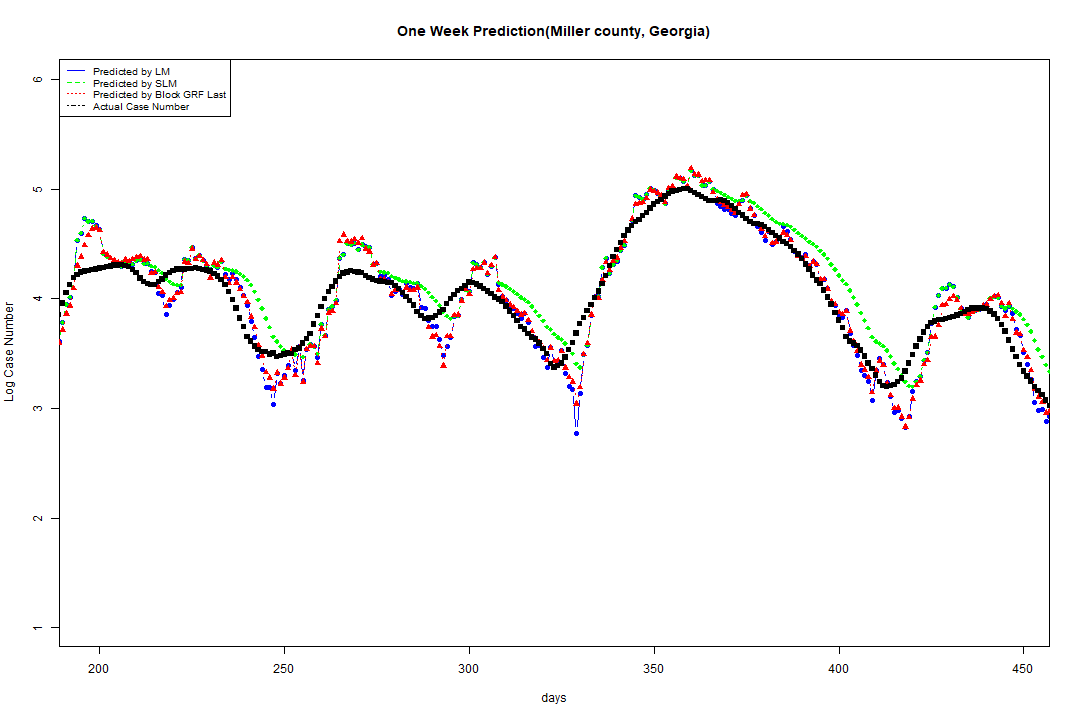 One Week Prediction(Miller county, Georgia)
Predicted by LM
Predicted by SLM
Predicted by Block GRF Last
Actual Case Number
6
5
4
3
2
1
Log Case Number
200 250 300 350 400 450
days